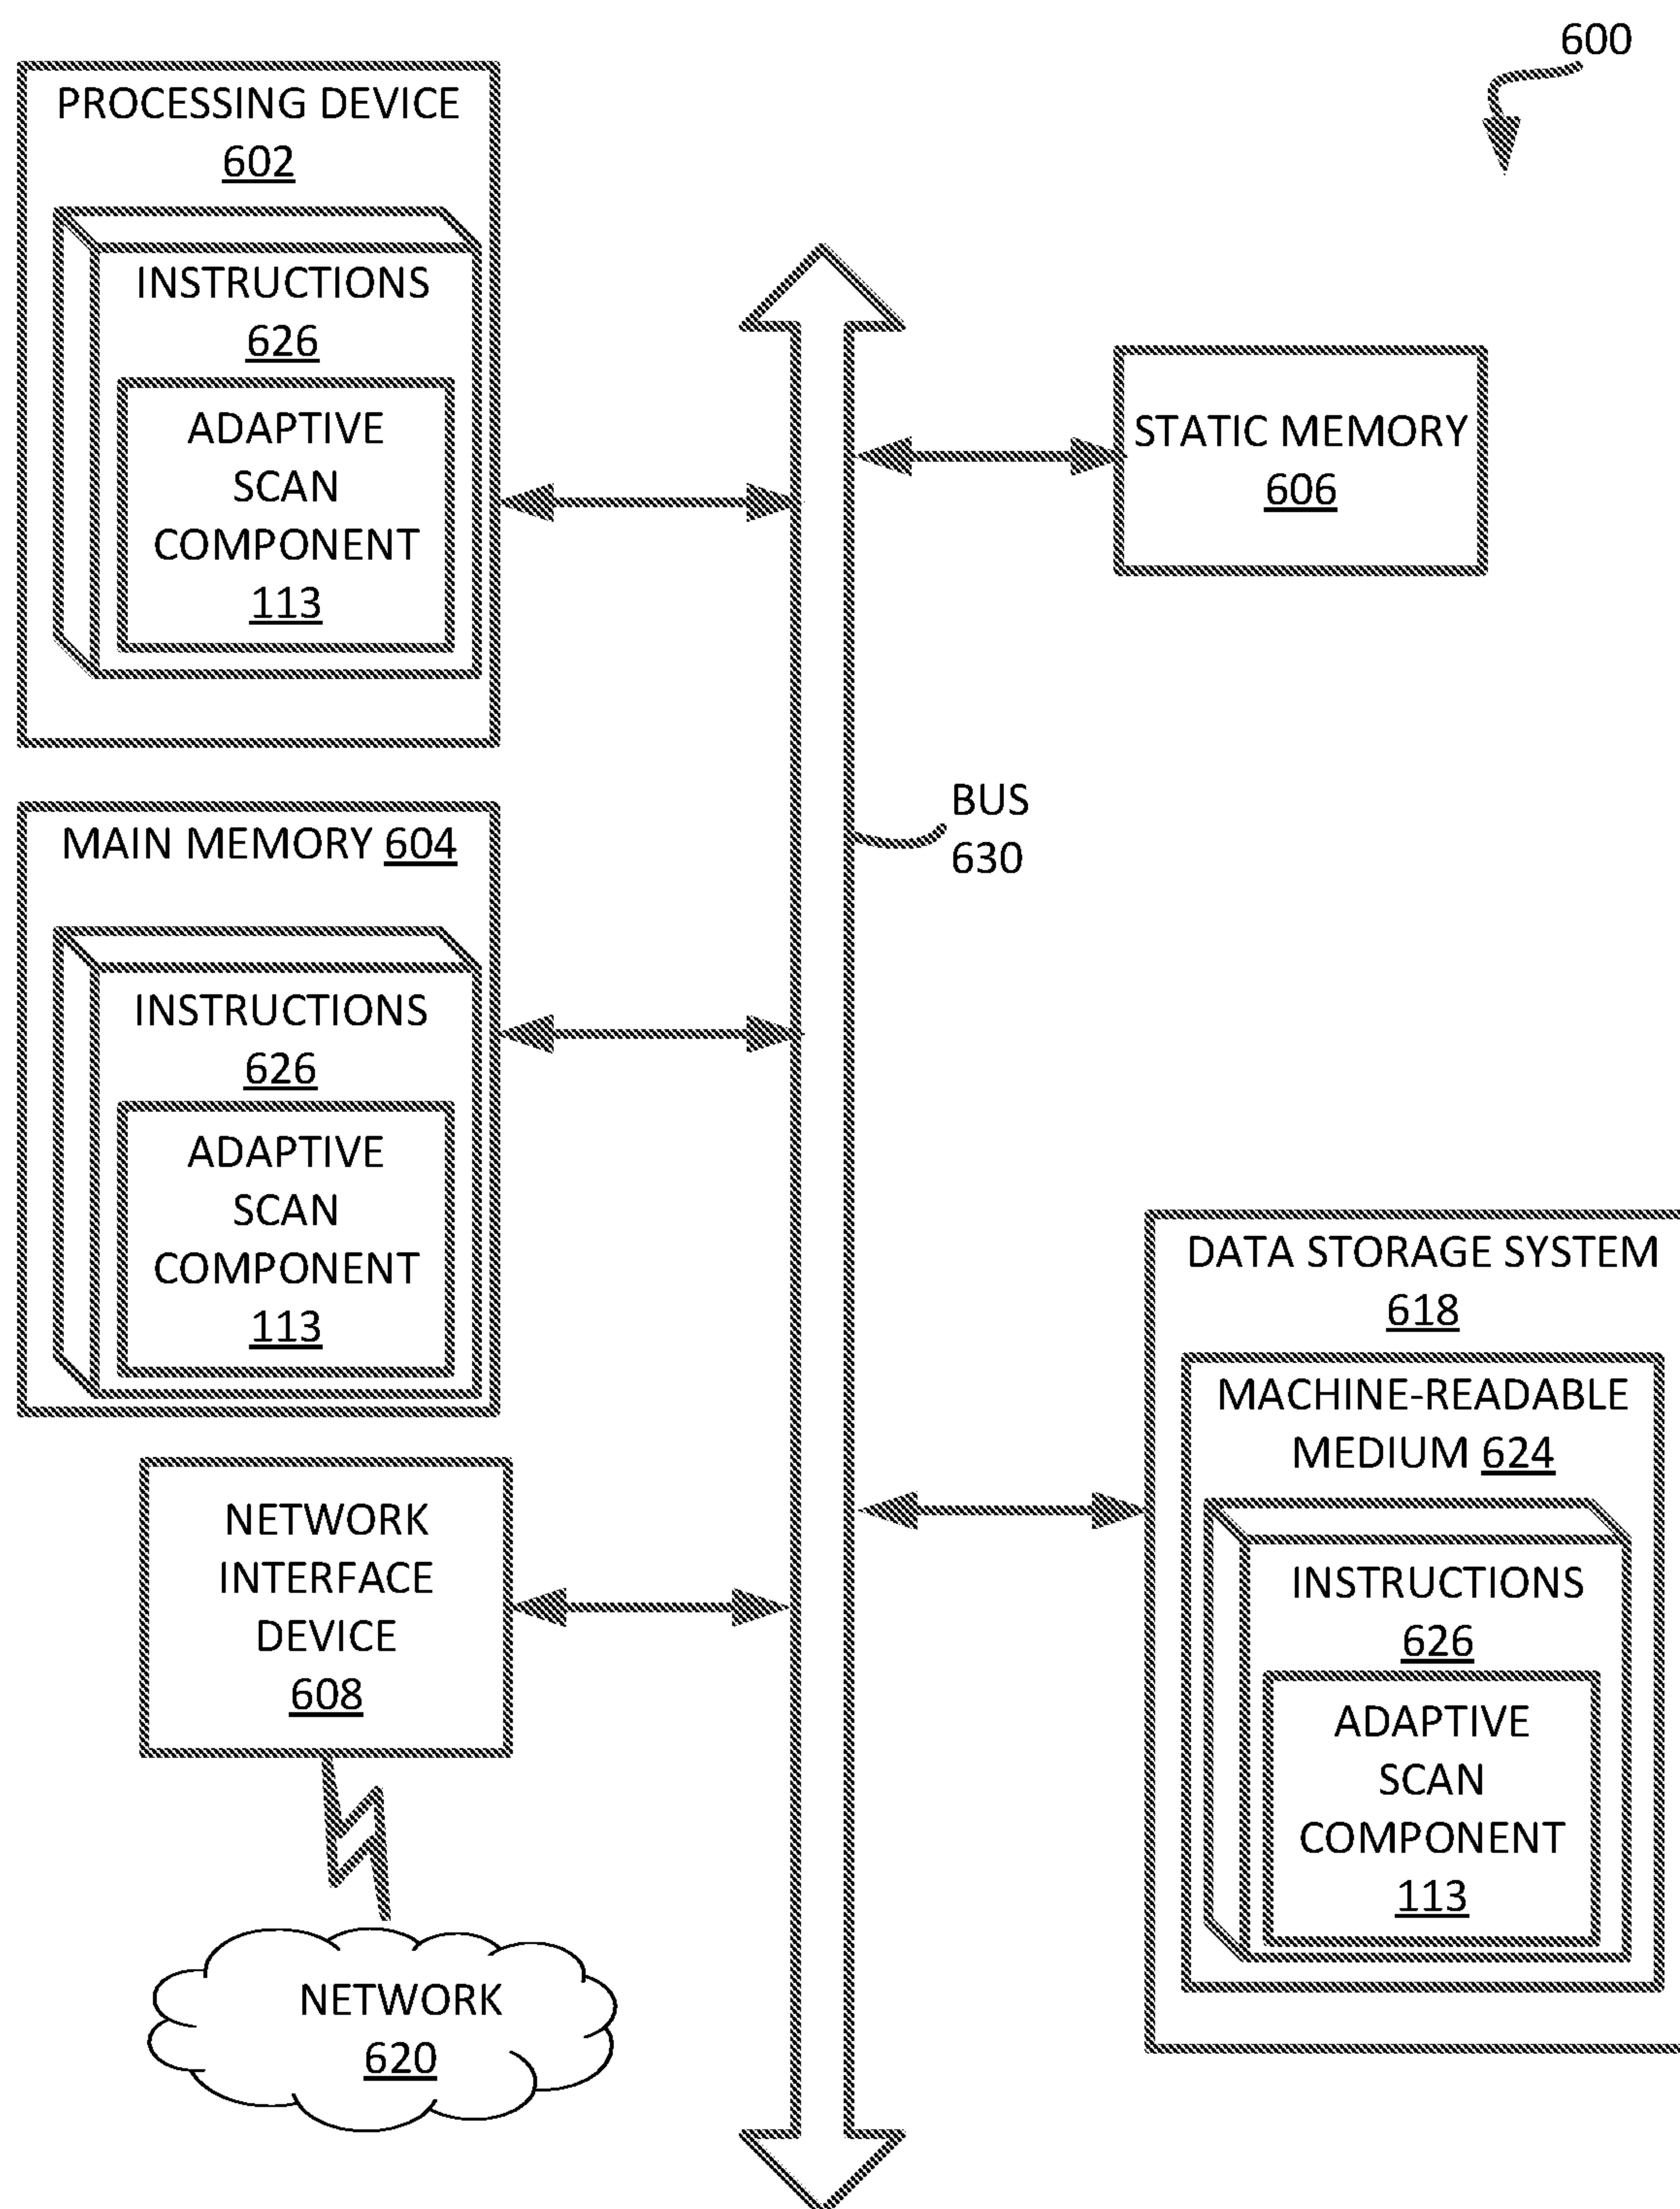 600
PROCESSING DEVICE
602
INSTRUCTIONS
626
ADAPTIVE
SCAN
COMPONENT
113
STATIC MEMORY
606
BUS
630
MAIN MEMORY 604
INSTRUCTIONS
626
ADAPTIVE
SCAN
COMPONENT
113
DATA STORAGE SYSTEM
618
MACHINE-READABLE
MEDIUM 624
INSTRUCTIONS
626
ADAPTIVE
SCAN
COMPONENT
113
NETWORK
INTERFACE
DEVICE
608
NETWORK
620